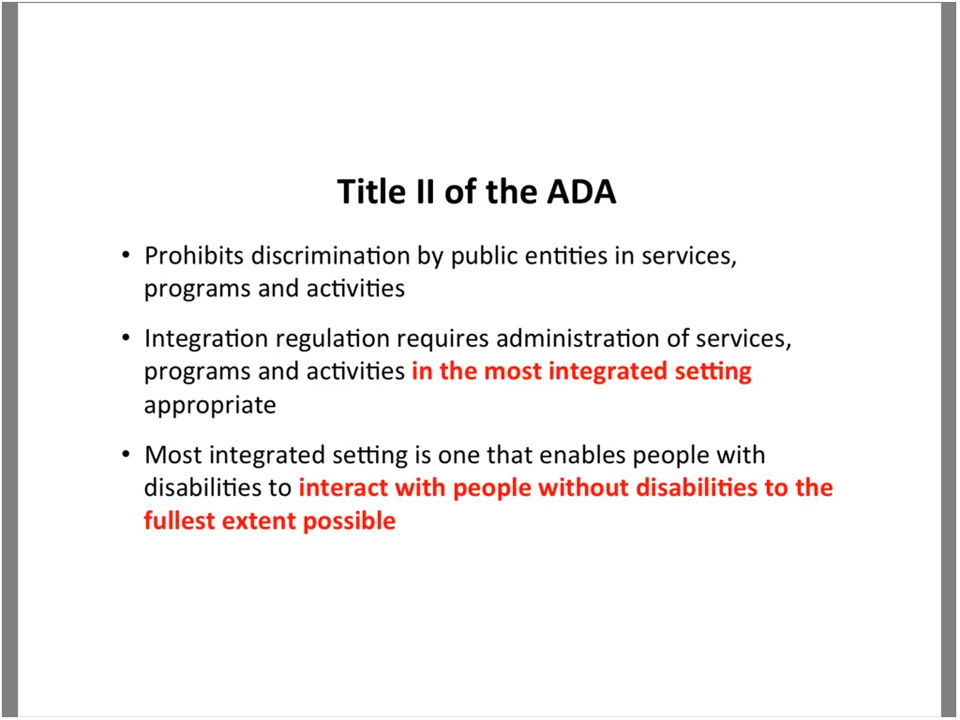 Title II of the ADA
• Prohibits discrimination by public entities in services,
programs and activities
• Integration regulation requires administration of services,
programs and activities in the most integrated setting
appropriate
• Most integrated setting is one that enables people with
disabilities to interact with people without disabilities to the
fullest extent possible